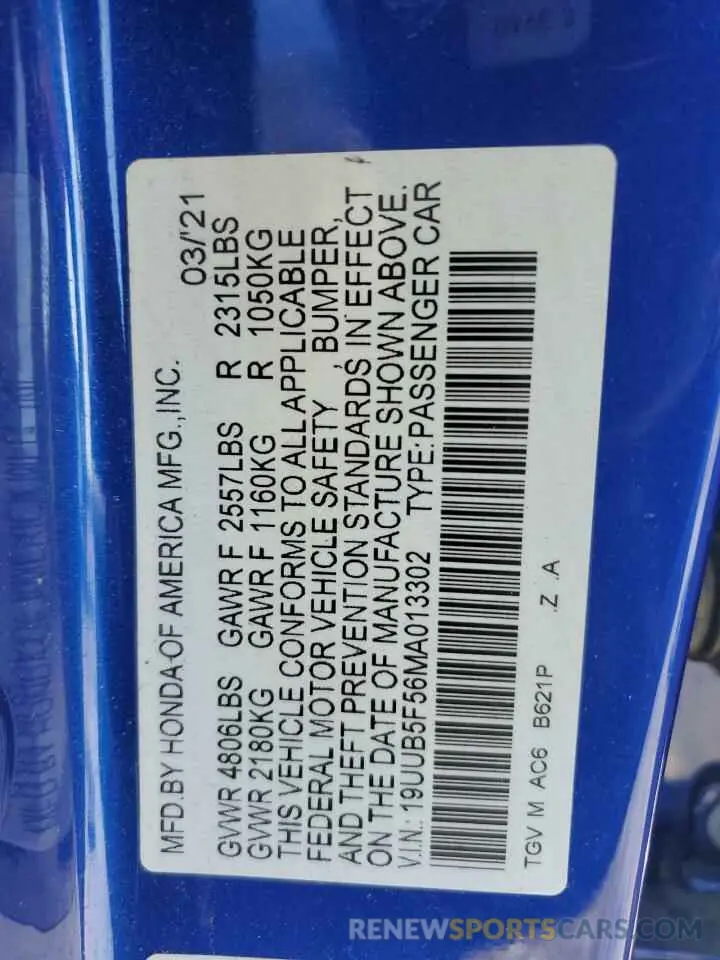 MFD.BY HONDA OF AMERICA MFG.,INC. 03/'21
GVWR 4806LBS GAWR F 2557LBS R 2315LBS
GVWR 2180KG GAWR F 1160KG R 1050KG
THIS VEHICLE CONFORMS TO ALL APPLICABLE
FEDERAL MOTOR VEHICLE SAFETY , BUMPER,
AND THEFT PREVENTION STANDARDS IN EFFECT
ON THE DATE OF MANUFACTURE SHOWN ABOVE.
V.I.N.: 19UUB5F56MA013302 TYPE:PASSENGER CAR
TGV M AC6 B621P .Z .A
RENEWSPORTSCARS.COM